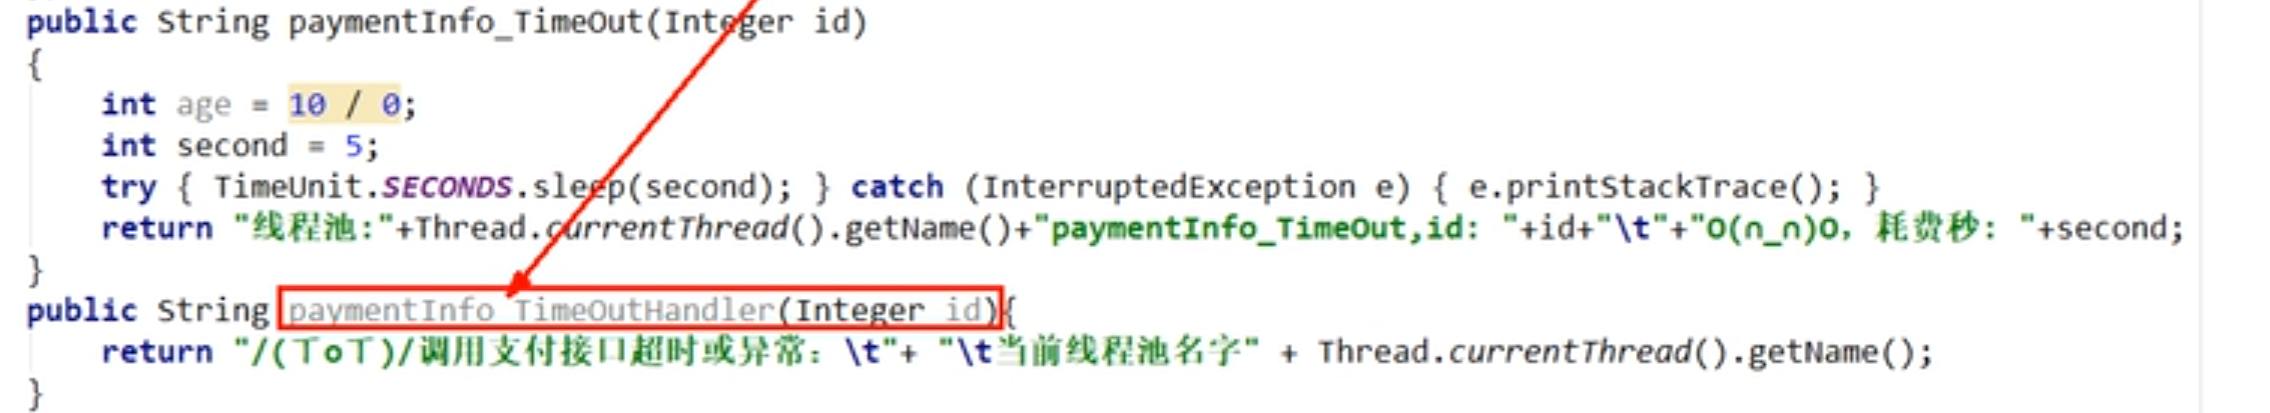 public String paymentInfo_TimeOut(Integer id)
{
int age = 10 / 0;
int second = 5;
try { TimeUnit.SECONDS.sleep(second); } catch (InterruptedException e) { e.printStackTrace(); }
return "线程池:"+Thread.currentThread().getName()+"paymentInfo_TimeOut,id: "+id+"\t"+"O(∩_∩)O，耗费秒: "+second;
}
public String paymentInfo_TimeOutHandler(Integer id){
return "/(ㄒoㄒ)/调用支付接口超时或异常：\t"+ "\t当前线程池名字" + Thread.currentThread().getName();
}